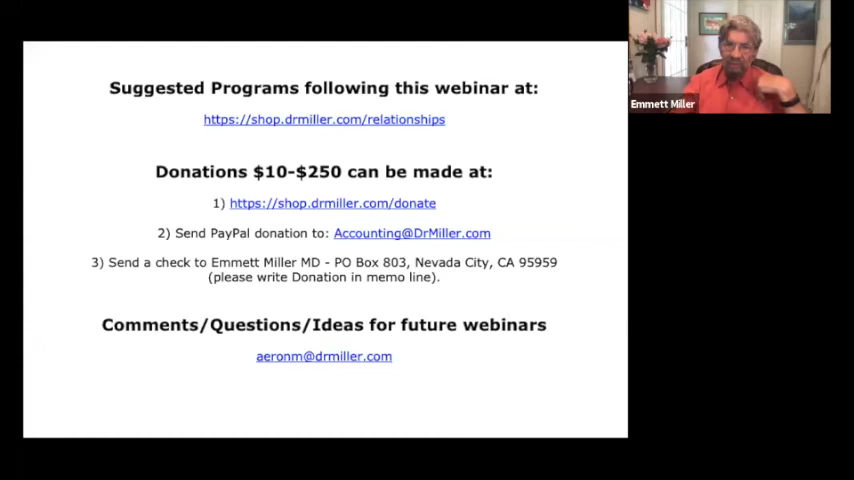 Suggested Programs following this webinar at:
https://shop.drmiller.com/relationships
Donations $10-$250 can be made at:
1) https://shop.drmiller.com/donate
2) Send PayPal donation to: Accounting@DrMiller.com
3) Send a check to Emmett Miller MD - PO Box 803, Nevada City, CA 95959
(please write Donation in memo line).
Comments/Questions/Ideas for future webinars
aeronm@drmiller.com
Emmett Miller